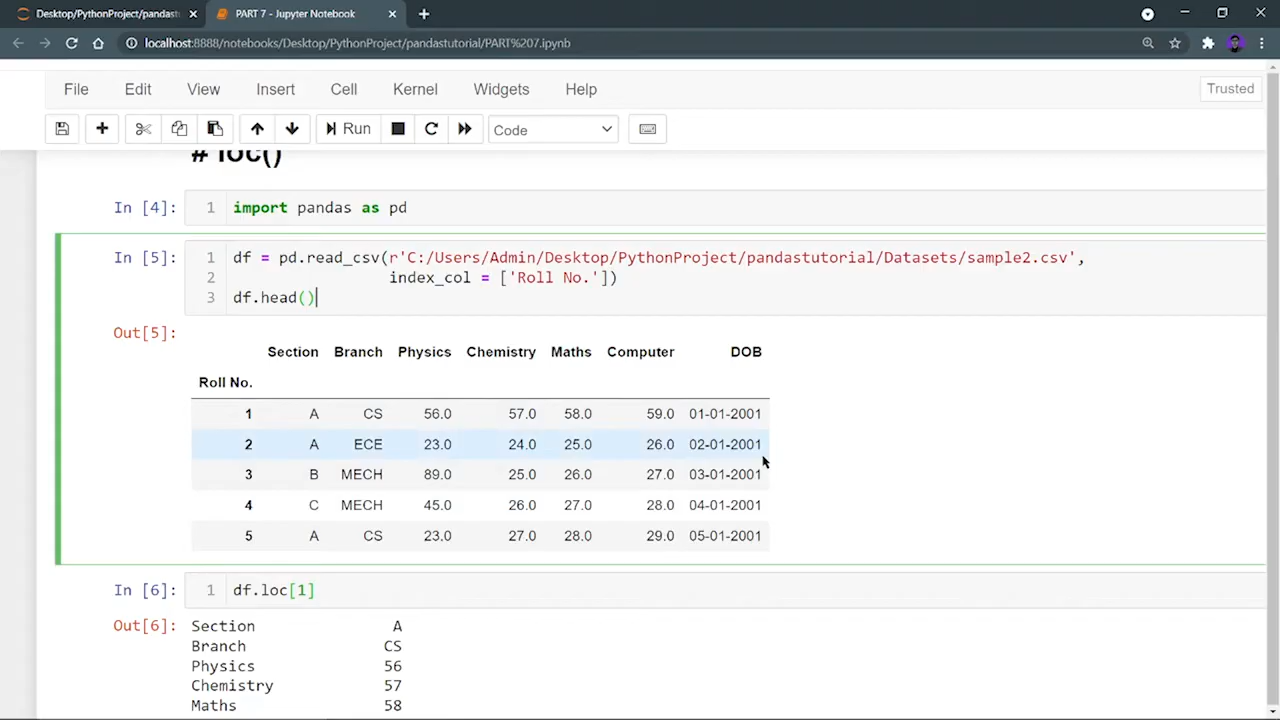 Desktop/PythonProject/pandastut
PART 7 - Jupyter Notebook
localhost:8888/notebooks/Desktop/PythonProject/pandastutorial/PART%207.ipynb
File Edit View Insert Cell Kernel Widgets Help Trusted
Run Code
# loc()
In [4]: 1 import pandas as pd
In [5]: 1 df = pd.read_csv(r'C:/Users/Admin/Desktop/PythonProject/pandastutorial/Datasets/sample2.csv',
2 index_col = ['Roll No.'])
3 df.head()
Out[5]:
Section Branch Physics Chemistry Maths Computer DOB
Roll No.
1 A CS 56.0 57.0 58.0 59.0 01-01-2001
2 A ECE 23.0 24.0 25.0 26.0 02-01-2001
3 B MECH 89.0 25.0 26.0 27.0 03-01-2001
4 C MECH 45.0 26.0 27.0 28.0 04-01-2001
5 A CS 23.0 27.0 28.0 29.0 05-01-2001
In [6]: 1 df.loc[1]
Out[6]: Section A
Branch CS
Physics 56
Chemistry 57
Maths 58